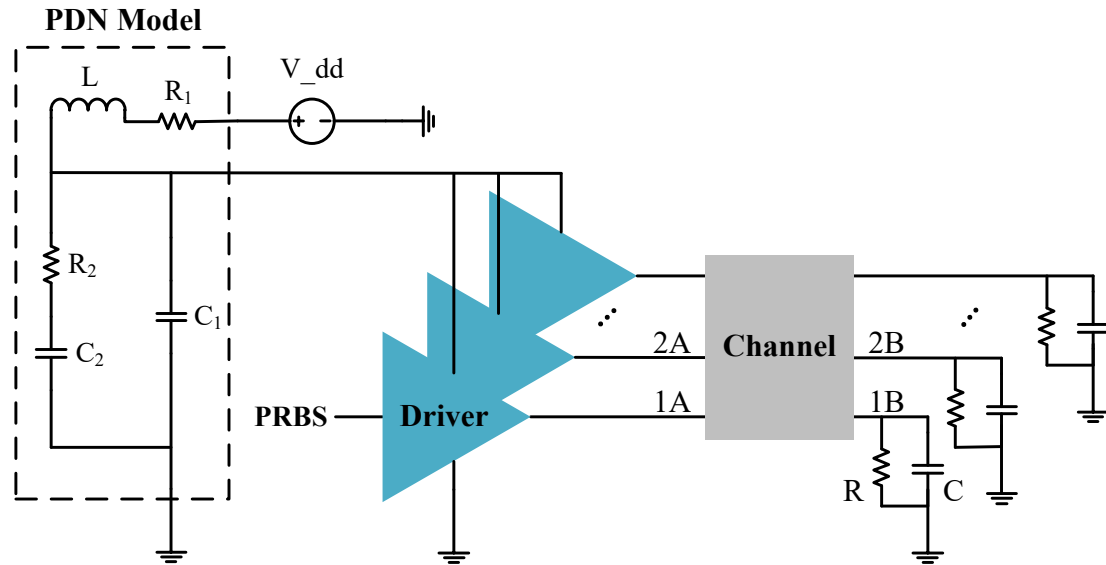 PDN Model
L
R₁
V_dd
+ -
R₂
C₁
C₂
2A
Channel
2B
PRBS
Driver
1A
1B
R
C